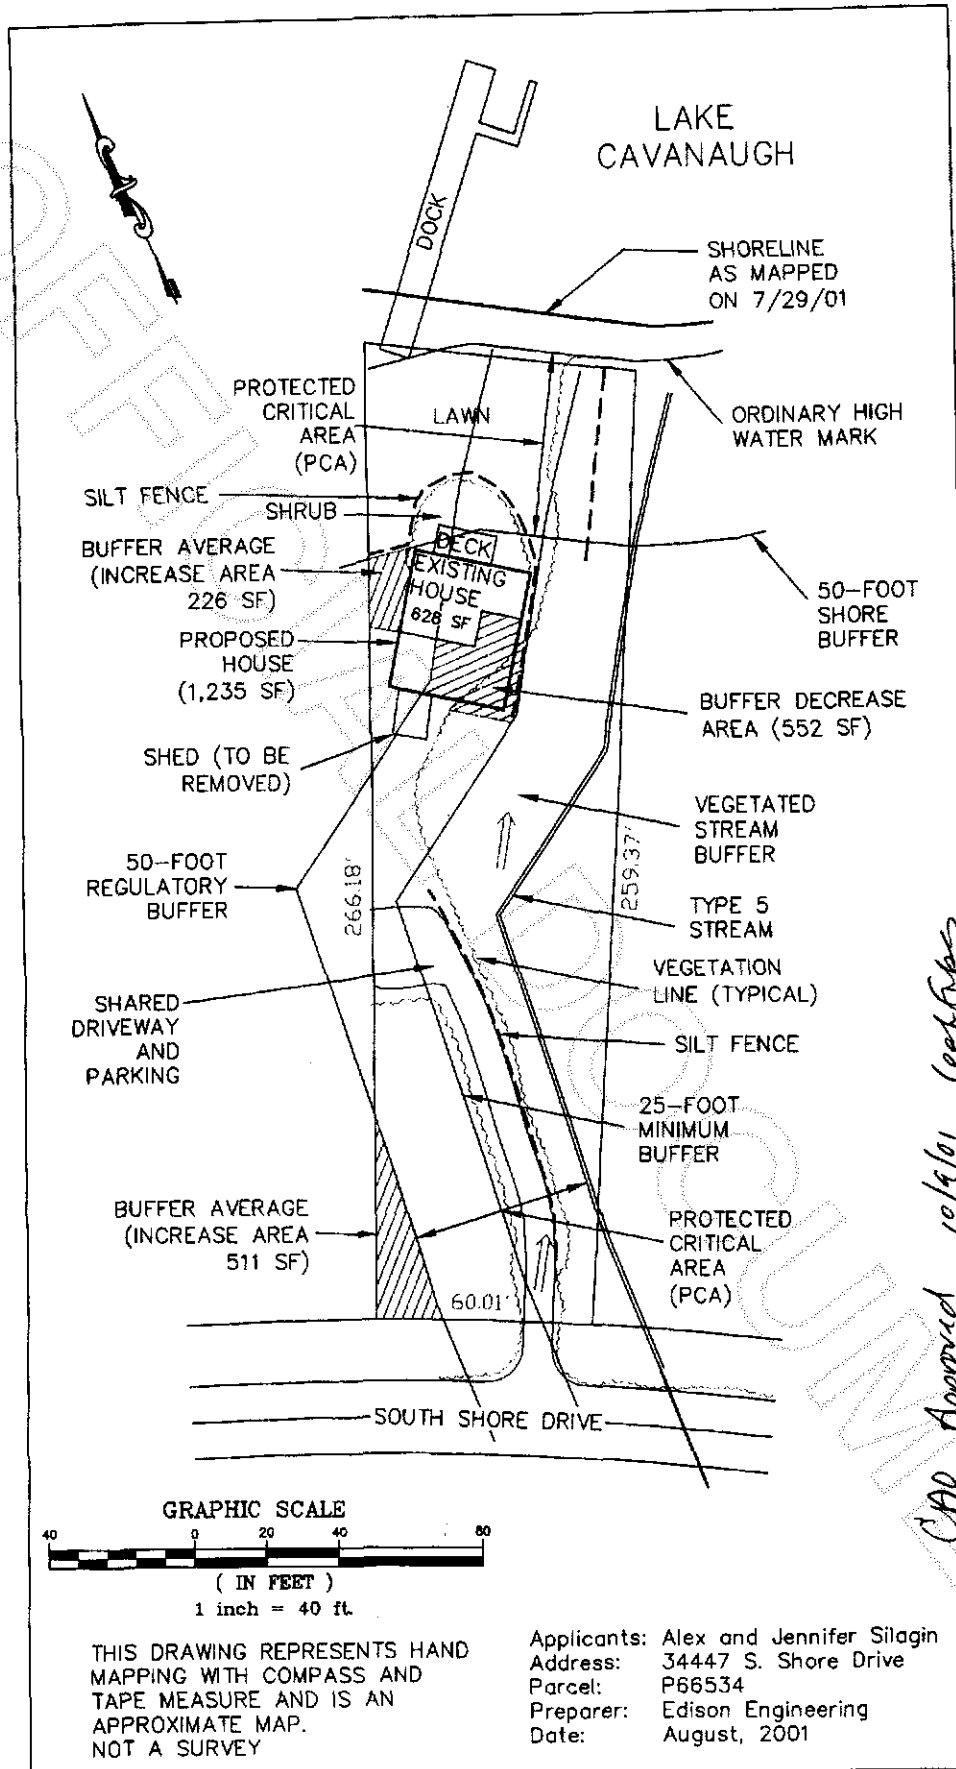 LAKE
CAVANAUGH
DOCK
SHORELINE
AS MAPPED
ON 7/29/01
PROTECTED
CRITICAL
AREA
(PCA)
LAWN
ORDINARY HIGH
WATER MARK
SILT FENCE
SHRUB
BUFFER AVERAGE
(INCREASE AREA
226 SF)
DECK
EXISTING
HOUSE
628 SF
50-FOOT
SHORE
BUFFER
PROPOSED
HOUSE
(1,235 SF)
BUFFER DECREASE
AREA (552 SF)
SHED (TO BE
REMOVED)
VEGETATED
STREAM
BUFFER
50-FOOT
REGULATORY
BUFFER
266.18'
259.37'
TYPE 5
STREAM
VEGETATION
LINE (TYPICAL)
SHARED
DRIVEWAY
AND
PARKING
SILT FENCE
25-FOOT
MINIMUM
BUFFER
BUFFER AVERAGE
(INCREASE AREA
511 SF)
PROTECTED
CRITICAL
AREA
(PCA)
60.01'
SOUTH SHORE DRIVE
CAO Approved 10/9/01
GRAPHIC SCALE
40 0 20 40 80
( IN FEET )
1 inch = 40 ft.
THIS DRAWING REPRESENTS HAND
MAPPING WITH COMPASS AND
TAPE MEASURE AND IS AN
APPROXIMATE MAP.
NOT A SURVEY
Applicants: Alex and Jennifer Silagin
Address: 34447 S. Shore Drive
Parcel: P66534
Preparer: Edison Engineering
Date: August, 2001
UNOFFICIAL DOCUMENT